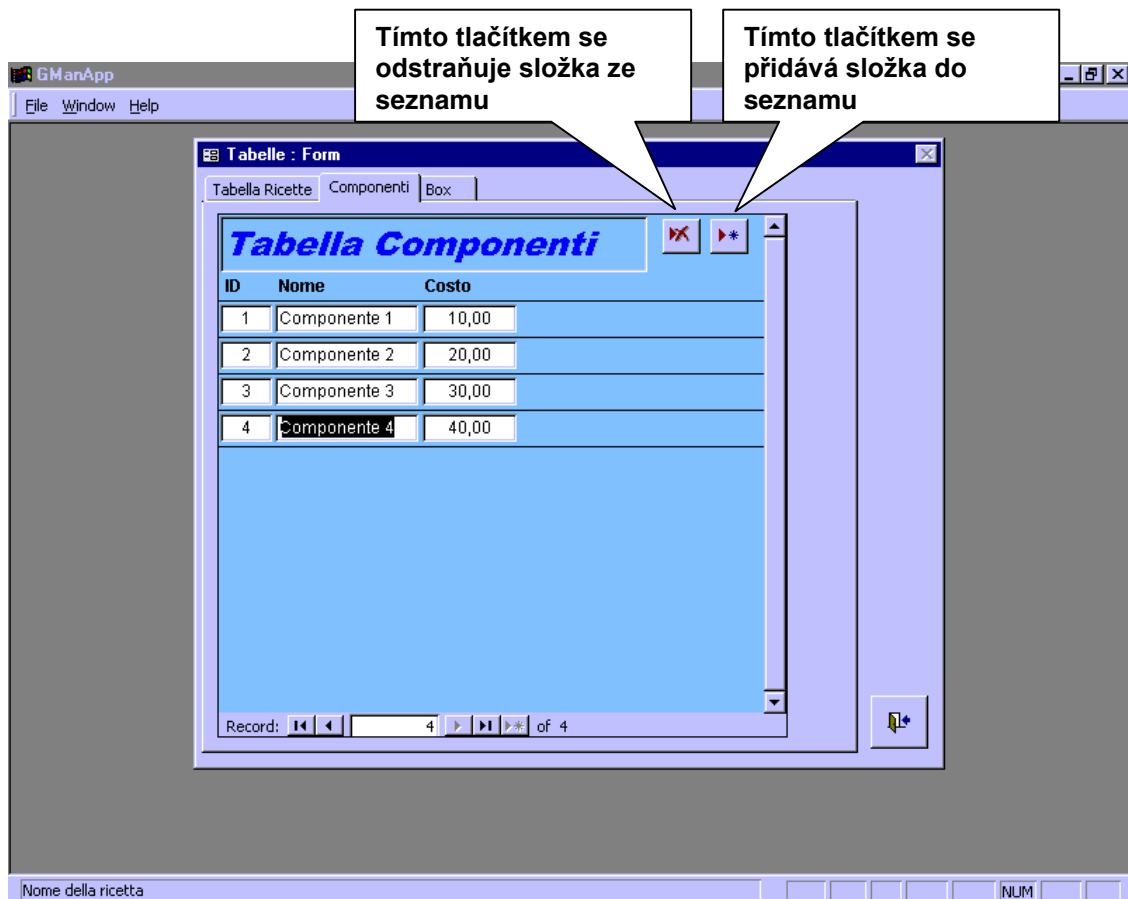 Tímto tlačítkem se
odstraňuje složka ze
seznamu
Tímto tlačítkem se
přidává složka do
seznamu
GManApp
File Window Help
Tabelle : Form
Tabella Ricette Componenti Box
Tabella Componenti
ID Nome Costo
1 Componente 1 10,00
2 Componente 2 20,00
3 Componente 3 30,00
4 Componente 4 40,00
Record: 4 of 4
Nome della ricetta NUM